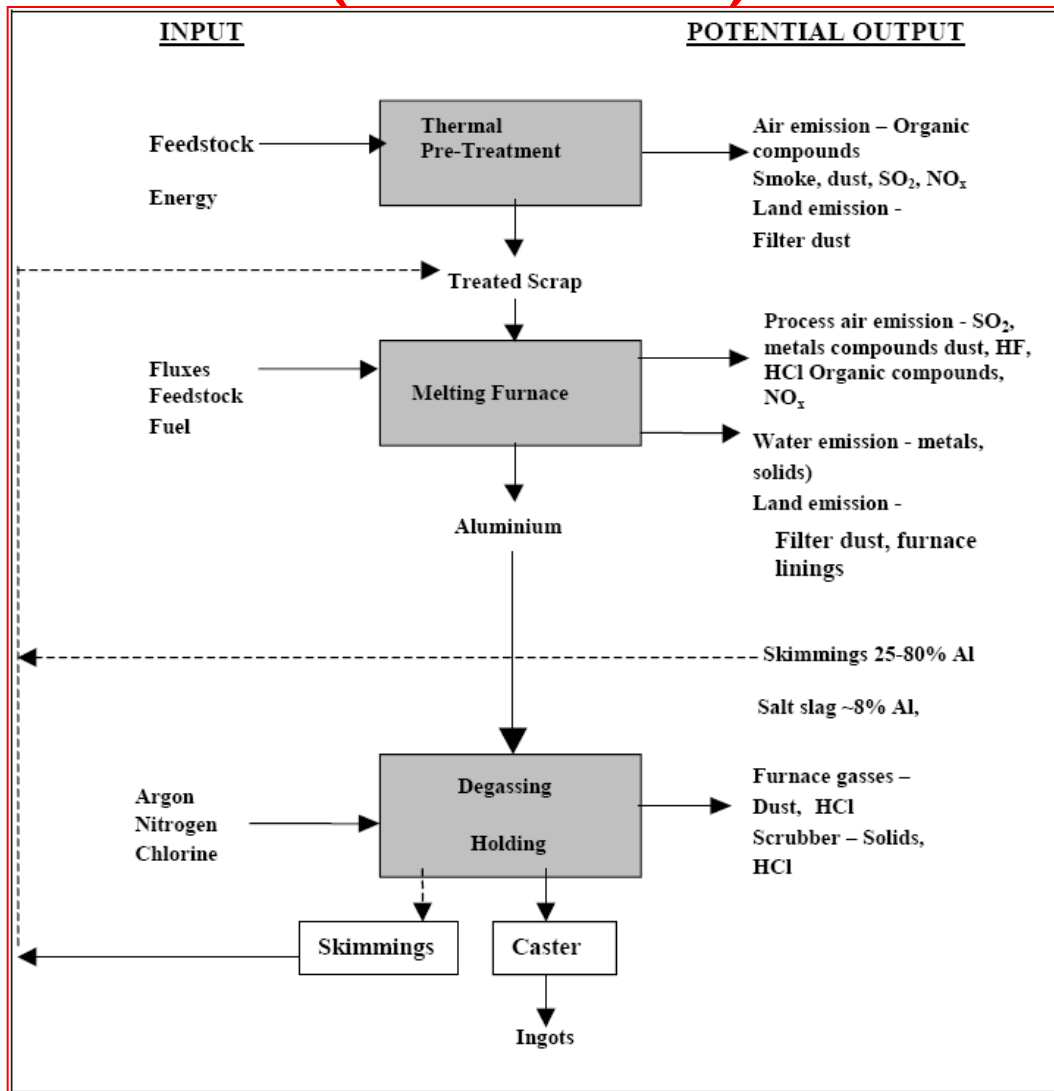 INPUT
POTENTIAL OUTPUT
Feedstock
Energy
Thermal
Pre-Treatment
Air emission – Organic
compounds
Smoke, dust, SO₂, NOₓ
Land emission -
Filter dust
Treated Scrap
Fluxes
Feedstock
Fuel
Melting Furnace
Process air emission - SO₂,
metals compounds dust, HF,
HCl Organic compounds,
NOₓ
Water emission - metals,
solids)
Land emission -
Filter dust, furnace
linings
Aluminium
Skimmings 25-80% Al
Salt slag ~8% Al,
Argon
Nitrogen
Chlorine
Degassing
Holding
Furnace gasses –
Dust, HCl
Scrubber – Solids,
HCl
Skimmings
Caster
Ingots